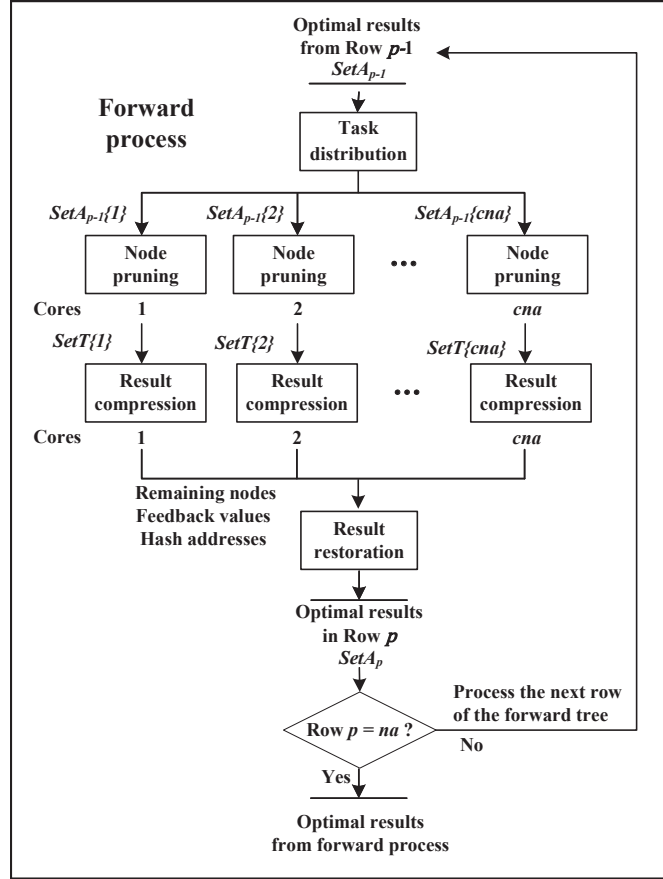 Optimal results
from Row p-1
SetA_{p-1}
Forward
process
Task
distribution
SetA_{p-1}{1}
SetA_{p-1}{2}
SetA_{p-1}{cna}
Node
pruning
Node
pruning
...
Node
pruning
Cores
1
2
cna
SetT{1}
SetT{2}
SetT{cna}
Result
compression
Result
compression
...
Result
compression
Cores
1
2
cna
Remaining nodes
Feedback values
Hash addresses
Result
restoration
Optimal results
in Row p
SetA_p
Process the next row
of the forward tree
Row p = na ?
No
Yes
Optimal results
from forward process